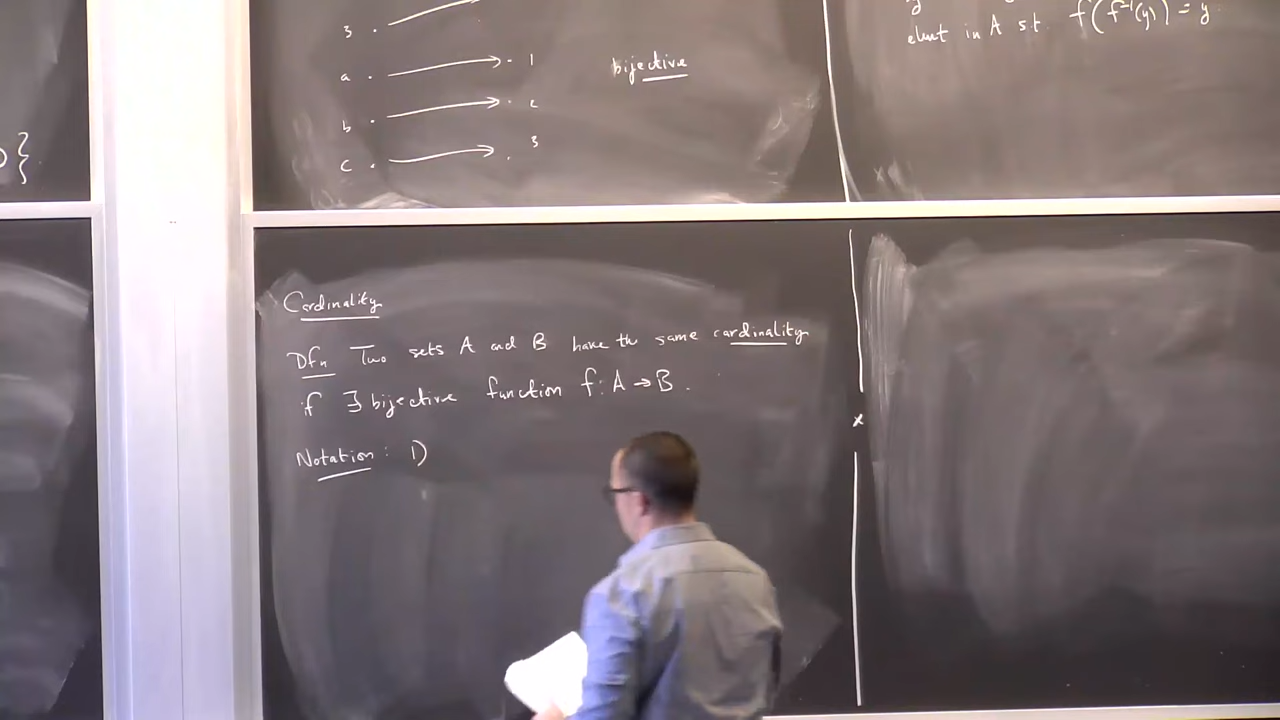 3 .
a . → . 1
b . → . 2
c . → . 3
bijective
elmt in A s.t. f(f⁻¹(y)) = y
}
Cardinality
Dfn Two sets A and B have the same cardinality
if ∃ bijective function f: A → B.
Notation: 1)
x